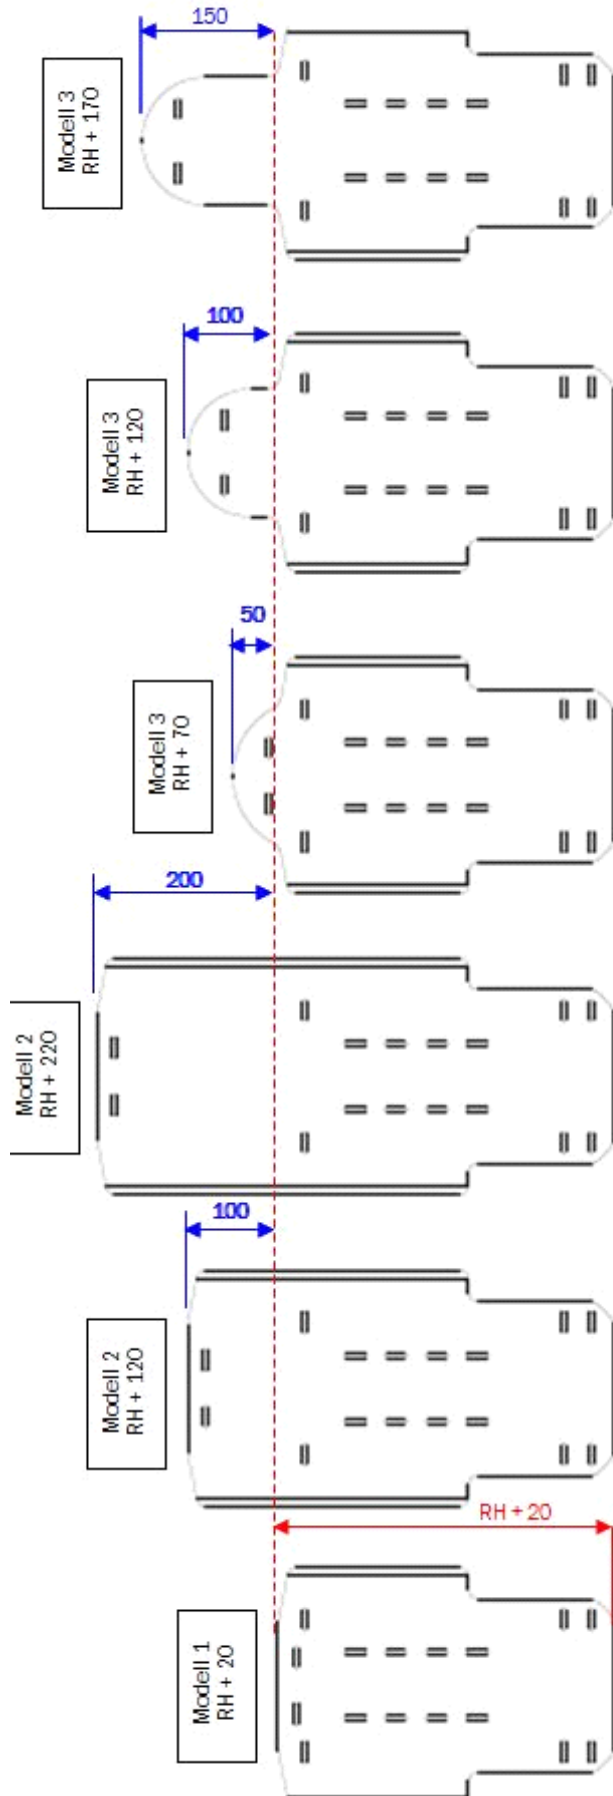 150
Modell 3
RH + 170
100
Modell 3
RH + 120
50
Modell 3
RH + 70
200
Modell 2
RH + 220
100
Modell 2
RH + 120
RH + 20
Modell 1
RH + 20